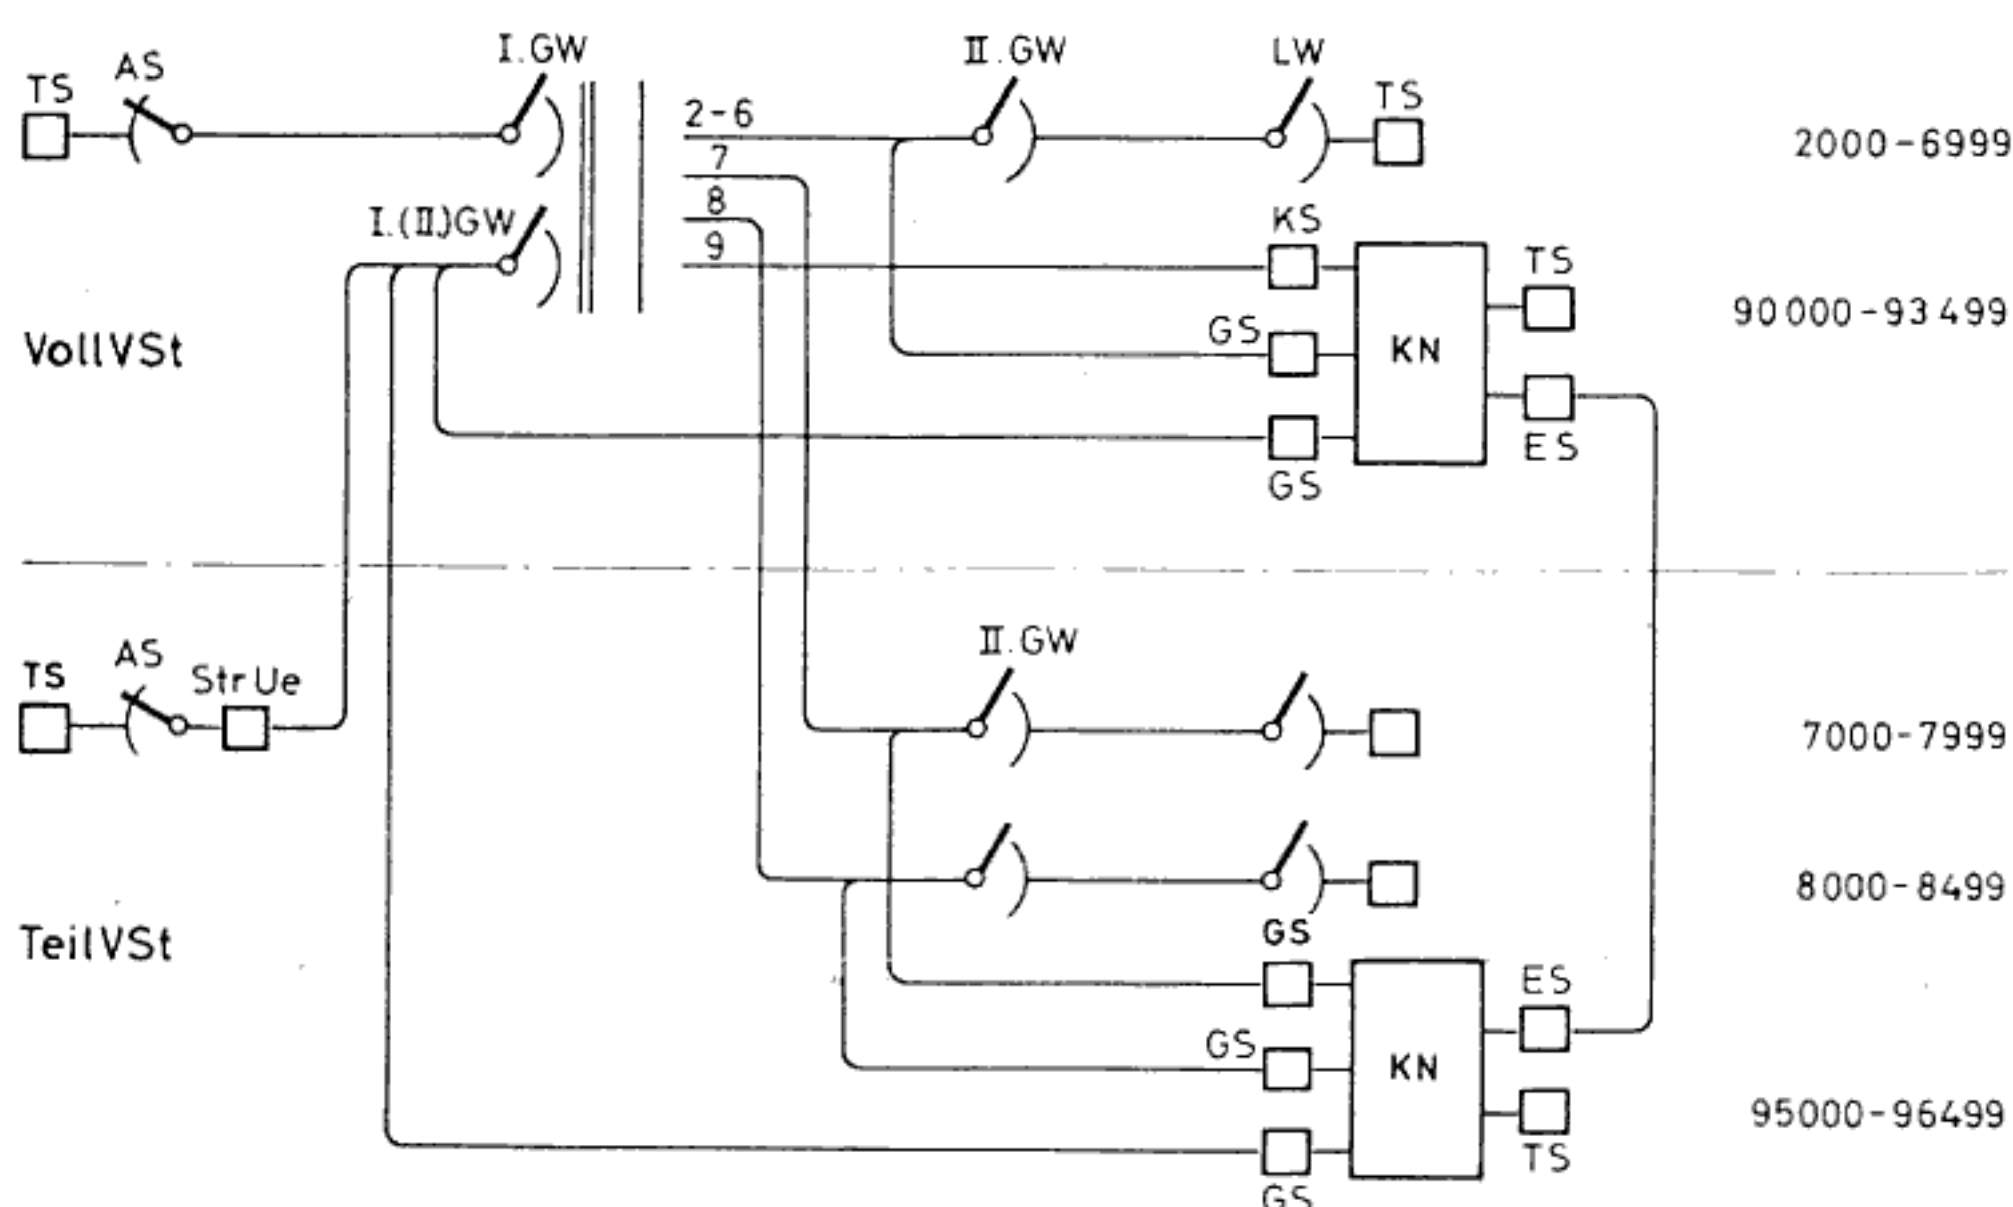 TS
AS
I.GW
II.GW
LW
TS
2-6
2000-6999
7
8
I.(II.)GW
9
KS
TS
VollVSt
GS
KN
90000-93499
ES
GS
TS
AS
StrUe
II.GW
7000-7999
8000-8499
TeilVSt
GS
ES
GS
KN
95000-96499
TS
GS